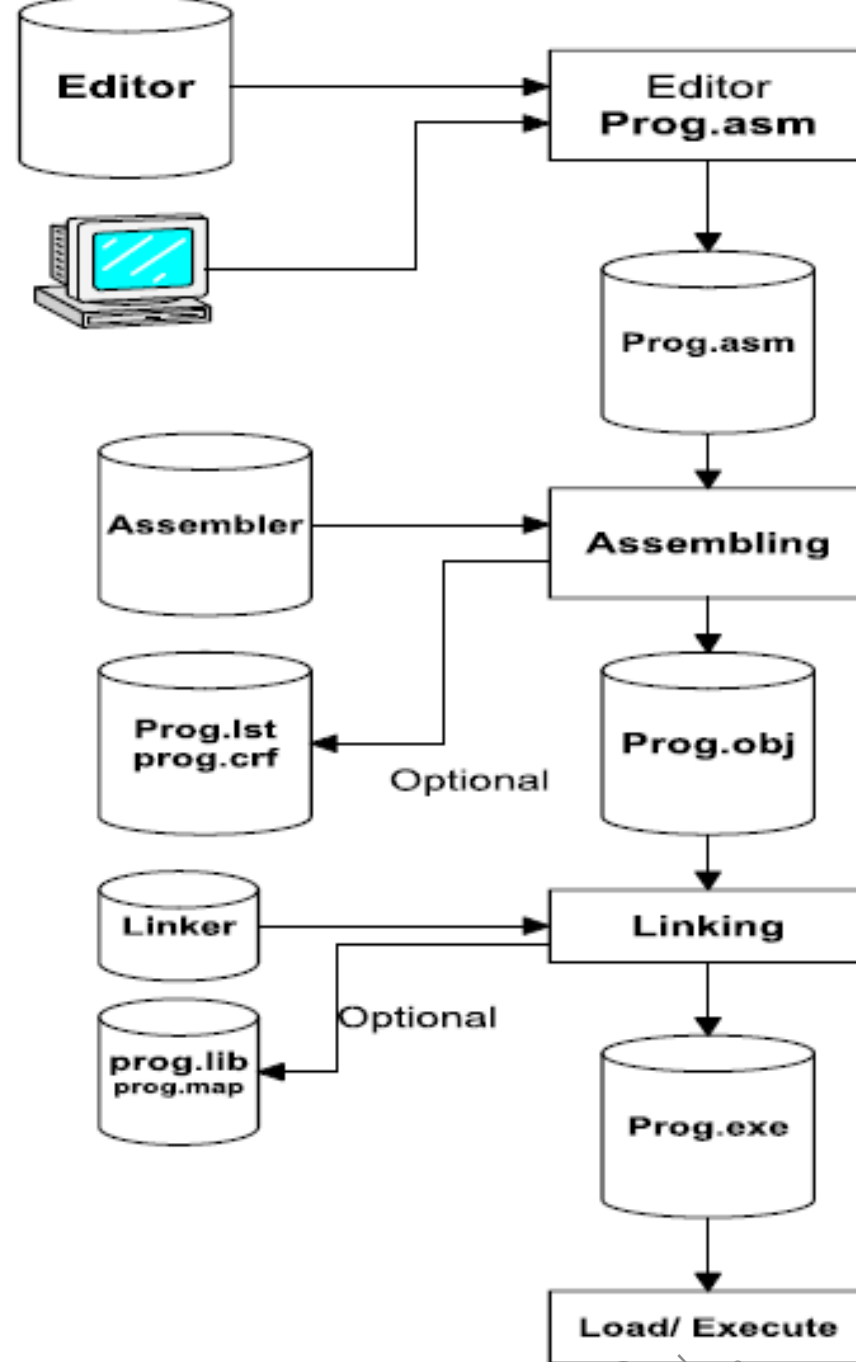 Editor
Editor
Prog.asm
Prog.asm
Assembler
Assembling
Prog.lst
prog.crf
Optional
Prog.obj
Linker
Linking
Optional
prog.lib
prog.map
Prog.exe
Load/ Execute